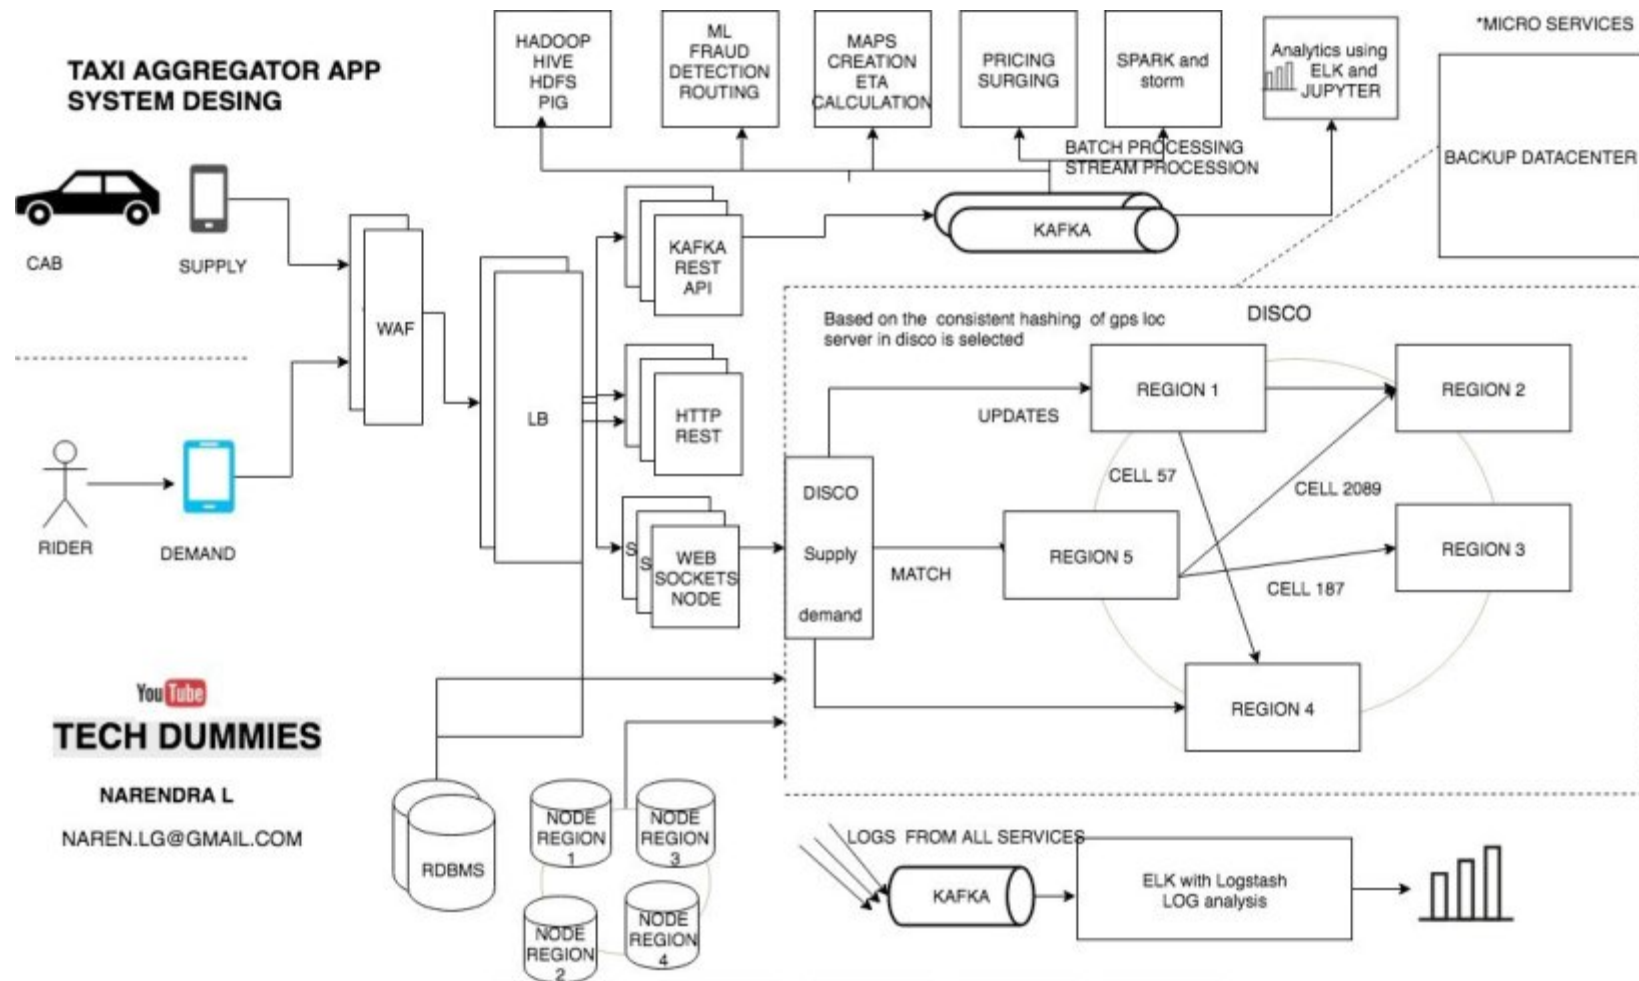 TAXI AGGREGATOR APP
SYSTEM DESING
HADOOP
HIVE
HDFS
PIG
ML
FRAUD
DETECTION
ROUTING
MAPS
CREATION
ETA
CALCULATION
PRICING
SURGING
SPARK and
storm
Analytics using
ELK and
JUPYTER
*MICRO SERVICES
BACKUP DATACENTER
BATCH PROCESSING
STREAM PROCESSION
CAB
SUPPLY
WAF
LB
KAFKA
REST
API
KAFKA
RIDER
DEMAND
HTTP
REST
S
S
WEB
SOCKETS
NODE
Based on the consistent hashing of gps loc
server in disco is selected
DISCO
DISCO
Supply
demand
UPDATES
MATCH
REGION 1
REGION 2
CELL 57
CELL 2089
REGION 5
REGION 3
CELL 187
REGION 4
YouTube
TECH DUMMIES
NARENDRA L
NAREN.LG@GMAIL.COM
RDBMS
NODE
REGION
1
NODE
REGION
3
NODE
REGION
2
NODE
REGION
4
LOGS FROM ALL SERVICES
KAFKA
ELK with Logstash
LOG analysis